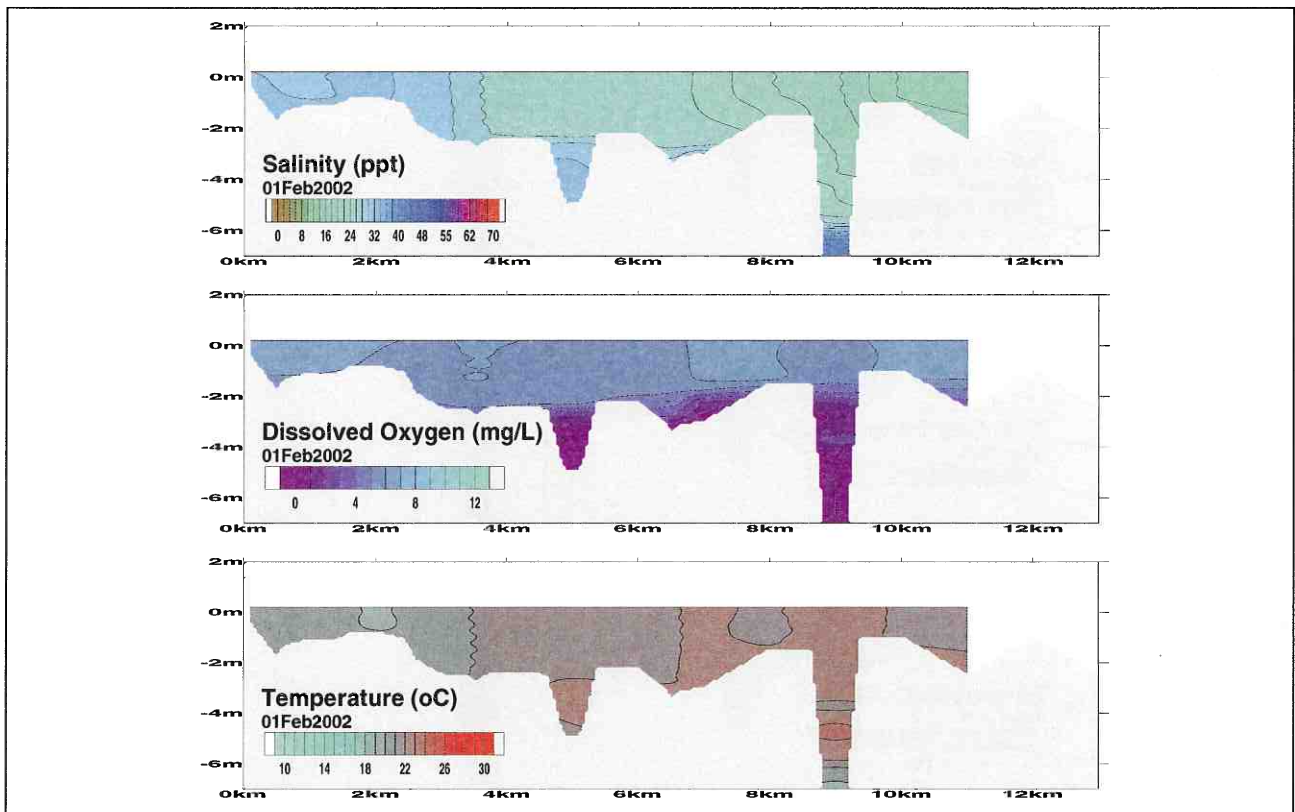 2m
0m
-2m
-4m
-6m
Salinity (ppt)
01Feb2002
0 8 16 24 32 40 48 55 62 70
0km 2km 4km 6km 8km 10km 12km
2m
0m
-2m
-4m
-6m
Dissolved Oxygen (mg/L)
01Feb2002
0 4 8 12
0km 2km 4km 6km 8km 10km 12km
2m
0m
-2m
-4m
-6m
Temperature (oC)
01Feb2002
10 14 18 22 26 30
0km 2km 4km 6km 8km 10km 12km